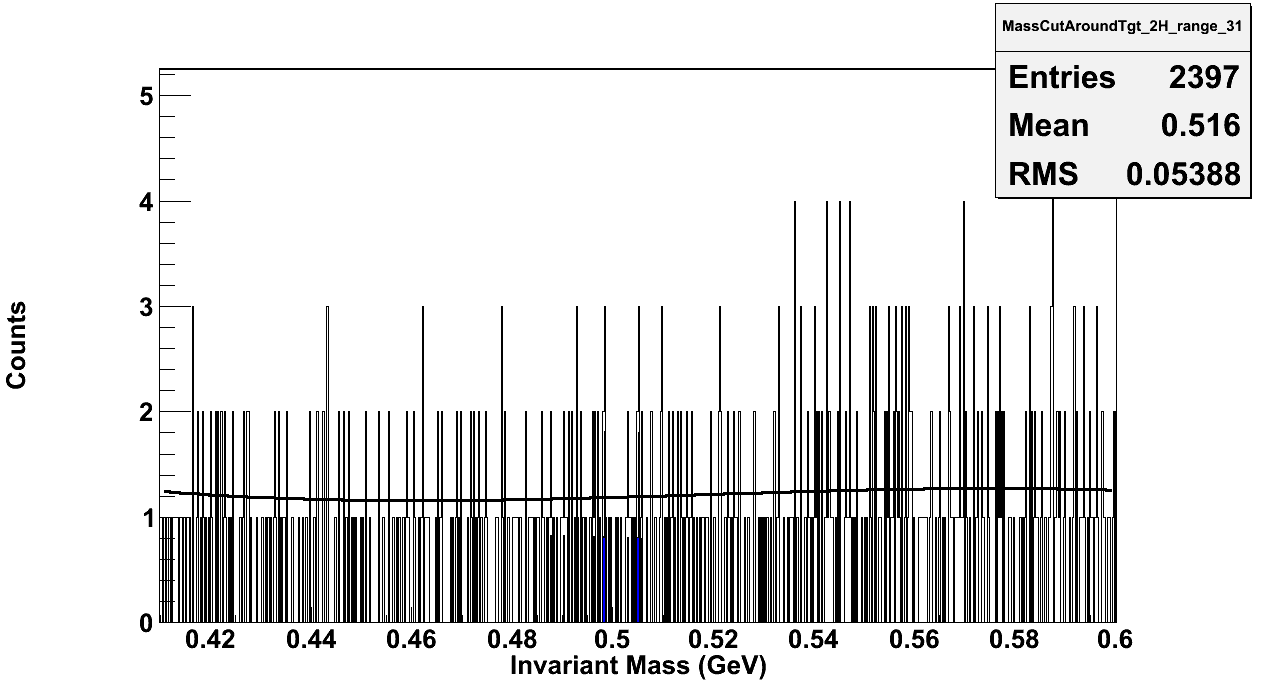 MassCutAroundTgt_2H_range_31
Entries 2397
Mean 0.516
RMS 0.05388
Counts
5
4
3
2
1
0
0.42 0.44 0.46 0.48 0.5 0.52 0.54 0.56 0.58 0.6
Invariant Mass (GeV)